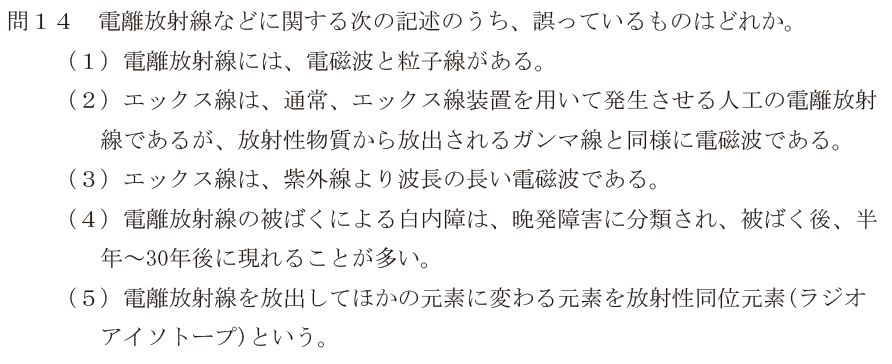 問１４　電離放射線などに関する次の記述のうち、誤っているものはどれか。
（１）電離放射線には、電磁波と粒子線がある。
（２）エックス線は、通常、エックス線装置を用いて発生させる人工の電離放射
線であるが、放射性物質から放出されるガンマ線と同様に電磁波である。
（３）エックス線は、紫外線より波長の長い電磁波である。
（４）電離放射線の被ばくによる白内障は、晩発障害に分類され、被ばく後、半
年～30年後に現れることが多い。
（５）電離放射線を放出してほかの元素に変わる元素を放射性同位元素(ラジオ
アイソトープ)という。